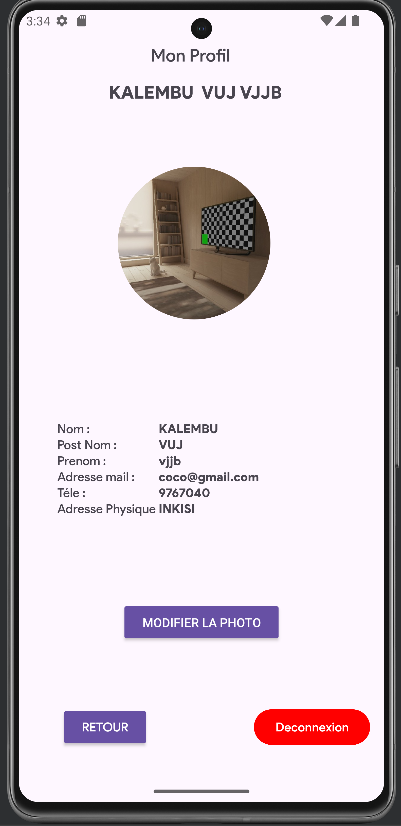 3:34
Mon Profil
KALEMBU VUJ VJJB
Nom : KALEMBU
Post Nom : VUJ
Prenom : vjjb
Adresse mail : coco@gmail.com
Téle : 9767040
Adresse Physique INKISI
MODIFIER LA PHOTO
RETOUR
Deconnexion